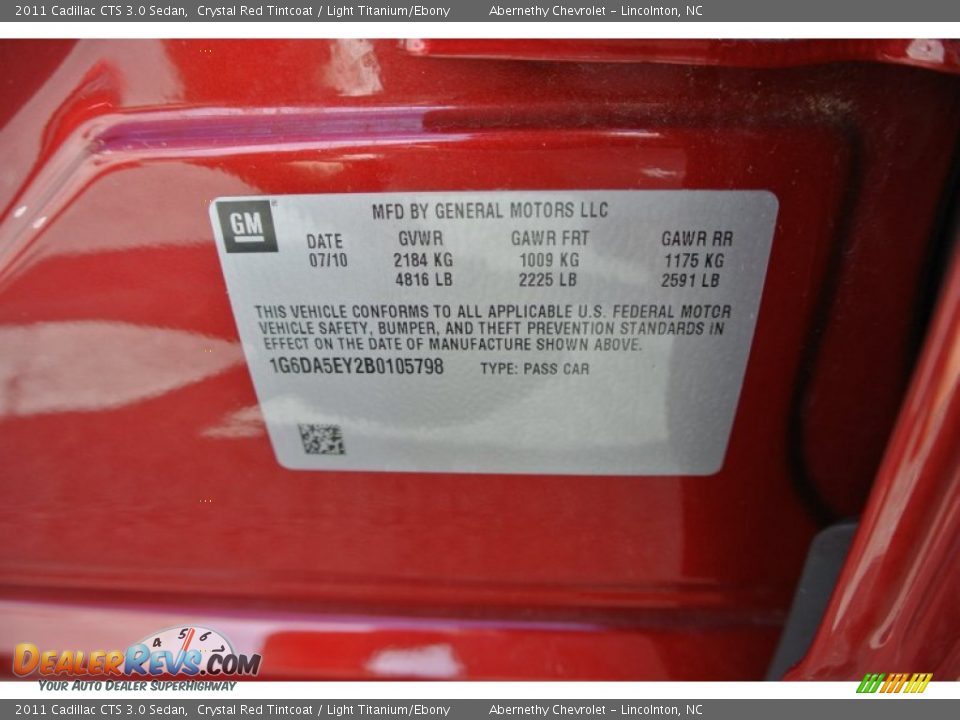 2011 Cadillac CTS 3.0 Sedan, Crystal Red Tintcoat / Light Titanium/Ebony Abernethy Chevrolet - Lincolnton, NC
GM
MFD BY GENERAL MOTORS LLC
DATE GVWR GAWR FRT GAWR RR
07/10 2184 KG 1009 KG 1175 KG
4816 LB 2225 LB 2591 LB
THIS VEHICLE CONFORMS TO ALL APPLICABLE U.S. FEDERAL MOTOR
VEHICLE SAFETY, BUMPER, AND THEFT PREVENTION STANDARDS IN
EFFECT ON THE DATE OF MANUFACTURE SHOWN ABOVE.
1G6DA5EY2B0105798 TYPE: PASS CAR
4 5 6
DEALERREVS.COM
YOUR AUTO DEALER SUPERHIGHWAY
2011 Cadillac CTS 3.0 Sedan, Crystal Red Tintcoat / Light Titanium/Ebony Abernethy Chevrolet - Lincolnton, NC